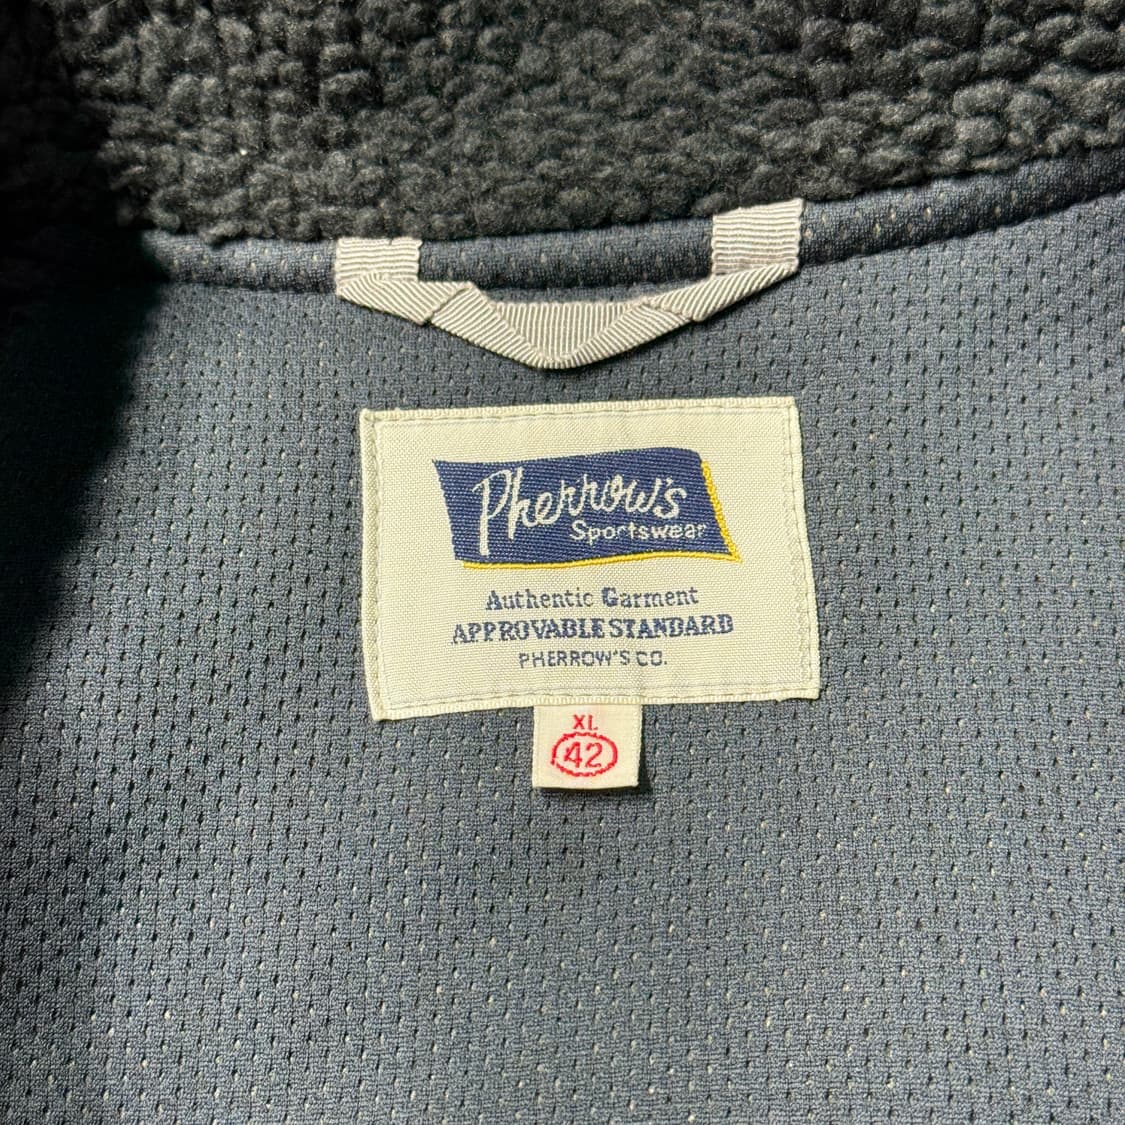 Pherrow's
Sportswear
Authentic Garment
APPROVABLE STANDARD
PHERROW'S CO.
XL
42